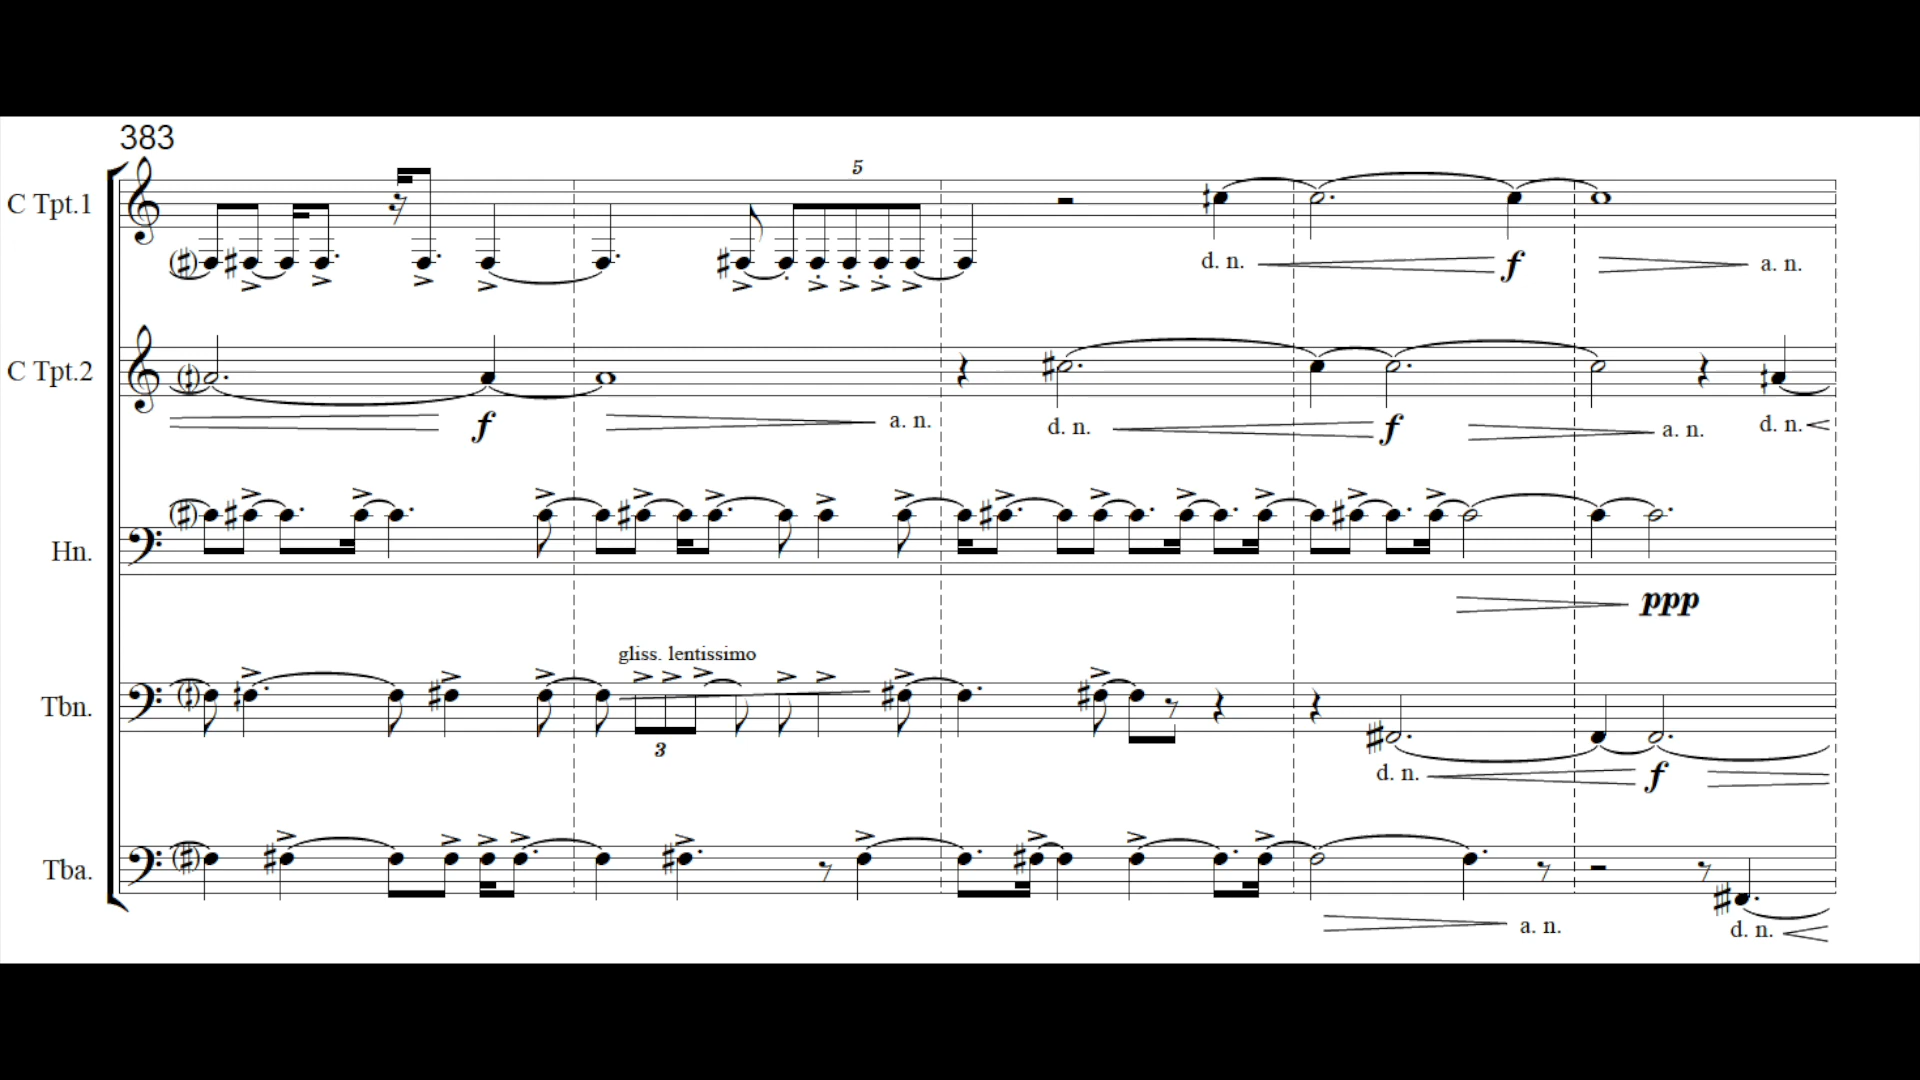 383
5
C Tpt.1
d. n. f a. n.
C Tpt.2
f a. n. d. n. f a. n. d. n.
Hn.
ppp
gliss. lentissimo
Tbn.
3
d. n. f
Tba.
a. n. d. n.